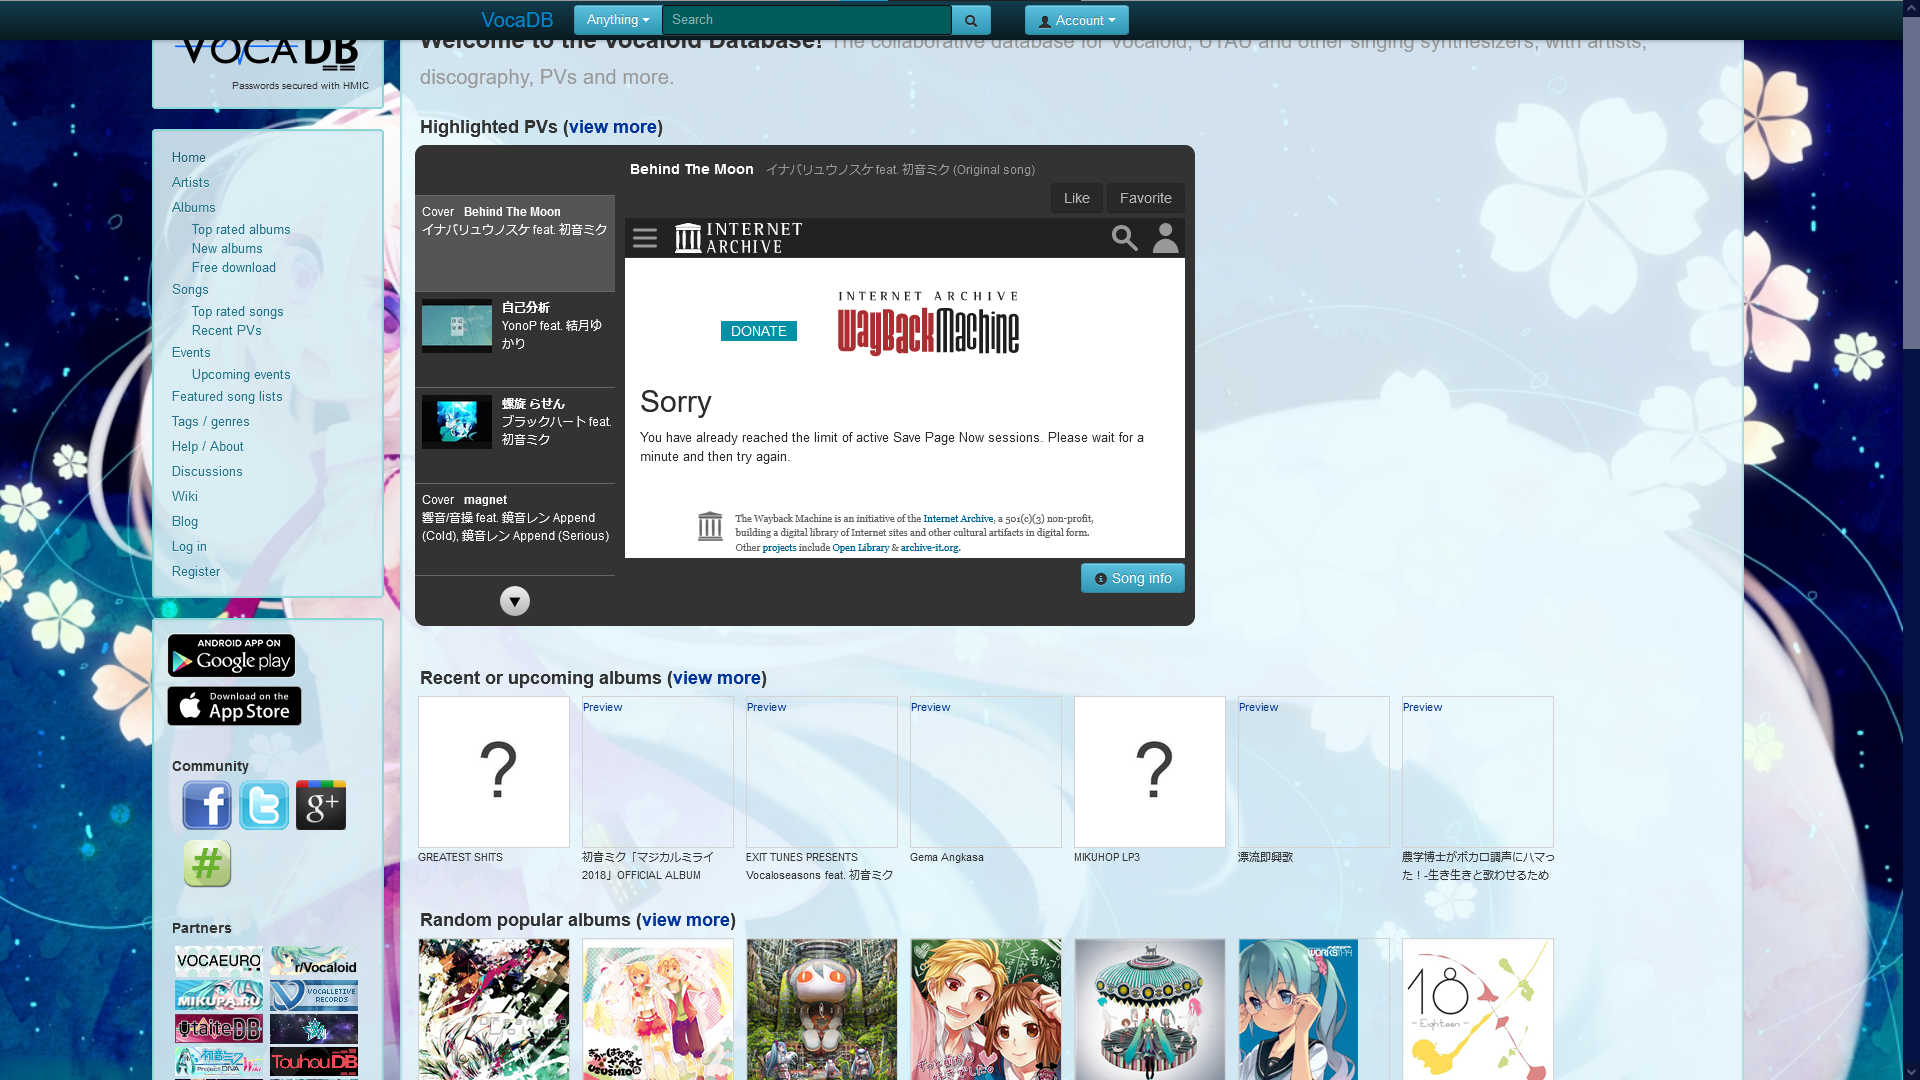 VocaDB
Anything
Search
Account
VOCADB
Passwords secured with HMIC
Welcome to the Vocaloid Database! The collaborative database for Vocaloid, UTAU and other singing synthesizers, with artists,
discography, PVs and more.
Home
Artists
Albums
Top rated albums
New albums
Free download
Songs
Top rated songs
Recent PVs
Events
Upcoming events
Featured song lists
Tags / genres
Help / About
Discussions
Wiki
Blog
Log in
Register
ANDROID APP ON
Google play
Download on the
App Store
Community
f
t
g+
#
Partners
VOCAEURO
r/Vocaloid
MIKUPA.RU
VOCALLETIVE
RECORDS
UtaiteDB
初音ミク
Project DIVA wiki
TouhouDB
Highlighted PVs (view more)
Behind The Moon イナバリュウノスケ feat. 初音ミク (Original song)
Like
Favorite
Cover Behind The Moon
イナバリュウノスケ feat. 初音ミク
自己分析
YonoP feat. 結月ゆ
かり
螺旋 らせん
ブラックハート feat.
初音ミク
Cover magnet
響音/音操 feat. 鏡音レン Append
(Cold), 鏡音レン Append (Serious)
INTERNET
ARCHIVE
DONATE
INTERNET ARCHIVE
WayBackMachine
Sorry
You have already reached the limit of active Save Page Now sessions. Please wait for a
minute and then try again.
The Wayback Machine is an initiative of the Internet Archive, a 501(c)(3) non-profit,
building a digital library of Internet sites and other cultural artifacts in digital form.
Other projects include Open Library & archive-it.org.
Song info
Recent or upcoming albums (view more)
?
Preview
Preview
Preview
?
Preview
Preview
GREATEST SHITS
初音ミク「マジカルミライ
2018」OFFICIAL ALBUM
EXIT TUNES PRESENTS
Vocaloseasons feat. 初音ミク
Gema Angkasa
MIKUHOP LP3
漂流即興歌
農学博士がボカロ調声にハマっ
た！-生き生きと歌わせるため
Random popular albums (view more)
WORKS
18
- Eighteen -